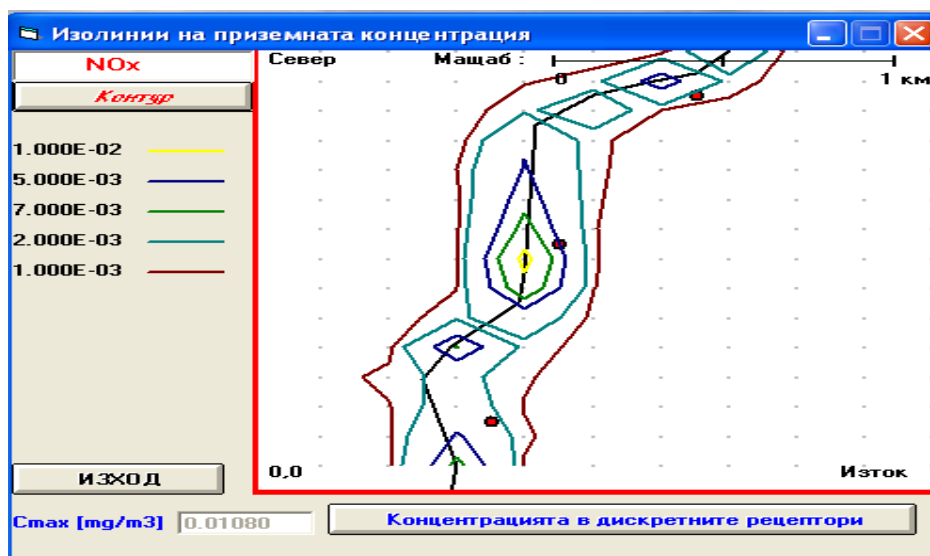 Изолинии на приземната концентрация
NOx
Контур
1.000E-02
5.000E-03
7.000E-03
2.000E-03
1.000E-03
Север
Мащаб :
0
1
1 км
0,0
Изток
ИЗХОД
Cmax [mg/m3] 0.01080
Концентрацията в дискретните рецептори